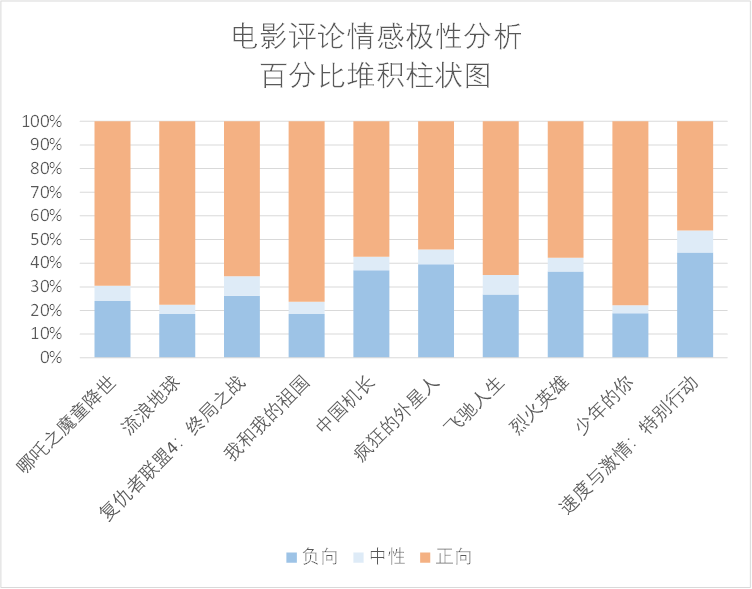 电影评论情感极性分析
百分比堆积柱状图
100%
90%
80%
70%
60%
50%
40%
30%
20%
10%
0%
哪吒之魔童降世
流浪地球
复仇者联盟4：终局之战
我和我的祖国
中国机长
疯狂的外星人
飞驰人生
烈火英雄
少年的你
速度与激情：特别行动
负向 中性 正向